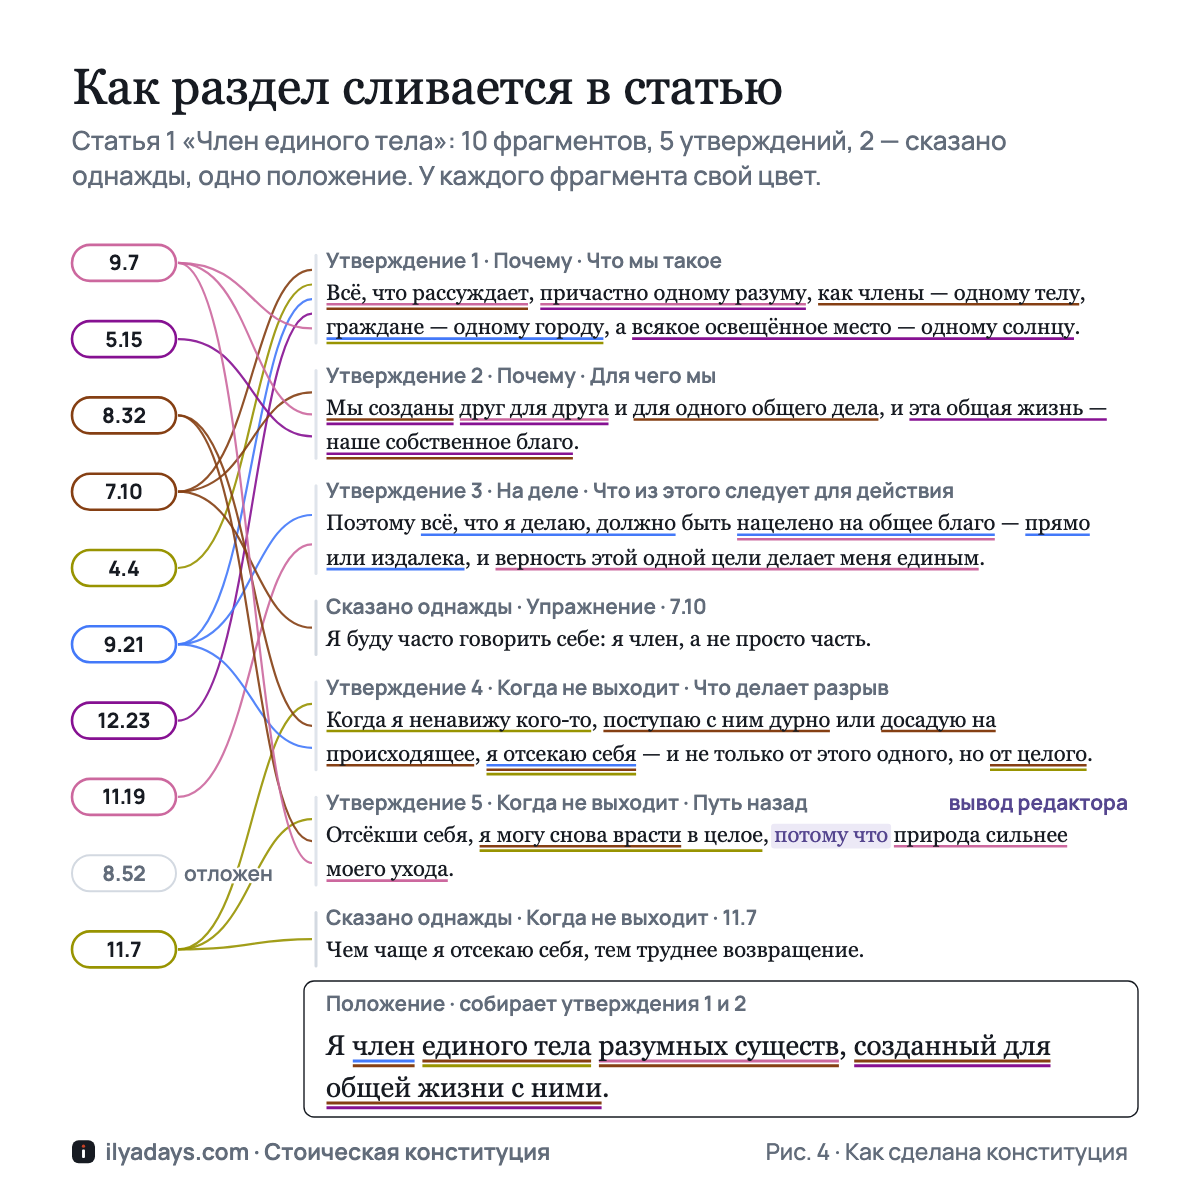 Как раздел сливается в статью
Статья 1 «Член единого тела»: 10 фрагментов, 5 утверждений, 2 — сказано
однажды, одно положение. У каждого фрагмента свой цвет.
9.7
5.15
8.32
7.10
4.4
9.21
12.23
11.19
8.52 отложен
11.7
Утверждение 1 · Почему · Что мы такое
Всё, что рассуждает, причастно одному разуму, как члены — одному телу,
граждане — одному городу, а всякое освещённое место — одному солнцу.
Утверждение 2 · Почему · Для чего мы
Мы созданы друг для друга и для одного общего дела, и эта общая жизнь —
наше собственное благо.
Утверждение 3 · На деле · Что из этого следует для действия
Поэтому всё, что я делаю, должно быть нацелено на общее благо — прямо
или издалека, и верность этой одной цели делает меня единым.
Сказано однажды · Упражнение · 7.10
Я буду часто говорить себе: я член, а не просто часть.
Утверждение 4 · Когда не выходит · Что делает разрыв
Когда я ненавижу кого-то, поступаю с ним дурно или досадую на
происходящее, я отсекаю себя — и не только от этого одного, но от целого.
Утверждение 5 · Когда не выходит · Путь назад вывод редактора
Отсёкши себя, я могу снова врасти в целое, потому что природа сильнее
моего ухода.
Сказано однажды · Когда не выходит · 11.7
Чем чаще я отсекаю себя, тем труднее возвращение.
Положение · собирает утверждения 1 и 2
Я член единого тела разумных существ, созданный для
общей жизни с ними.
i ilyadays.com · Стоическая конституция
Рис. 4 · Как сделана конституция